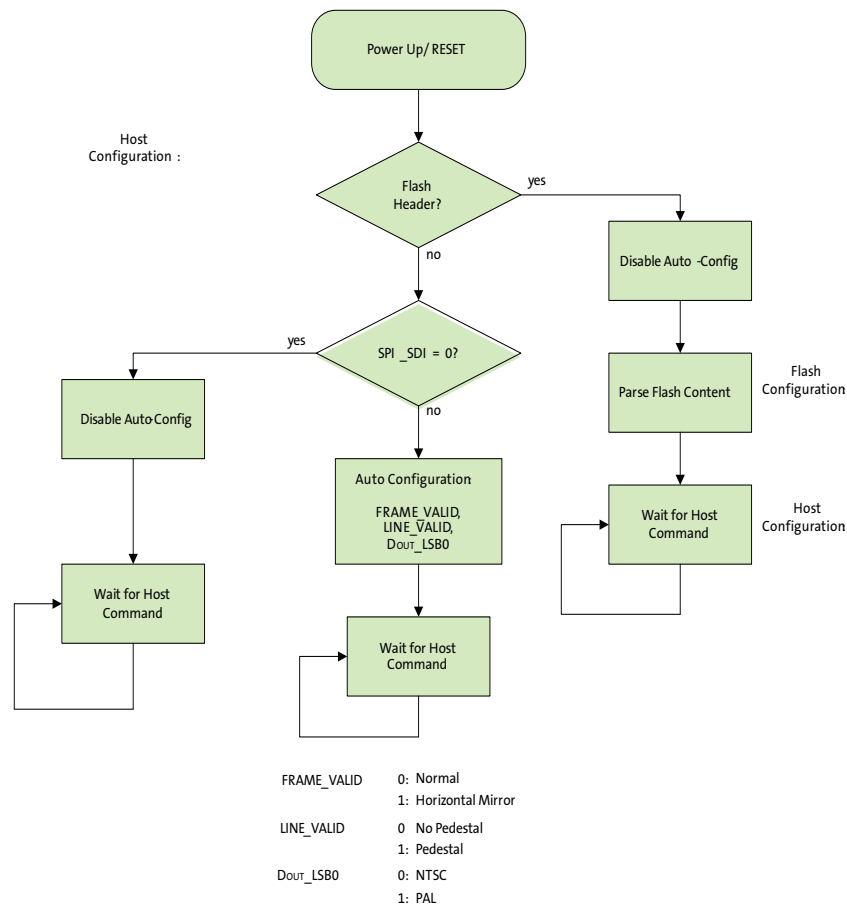 Power Up/ RESET
Host
Configuration :
Flash
Header?
yes
no
Disable Auto -Config
SPI _SDI = 0?
yes
no
Parse Flash Content
Flash
Configuration
Disable Auto-Config
Auto Configuration
FRAME_VALID,
LINE_VALID,
DOUT_LSB0
Wait for Host
Command
Host
Configuration
Wait for Host
Command
Wait for Host
Command
FRAME_VALID 0: Normal
1: Horizontal Mirror
LINE_VALID 0 No Pedestal
1: Pedestal
DOUT_LSB0 0: NTSC
1: PAL